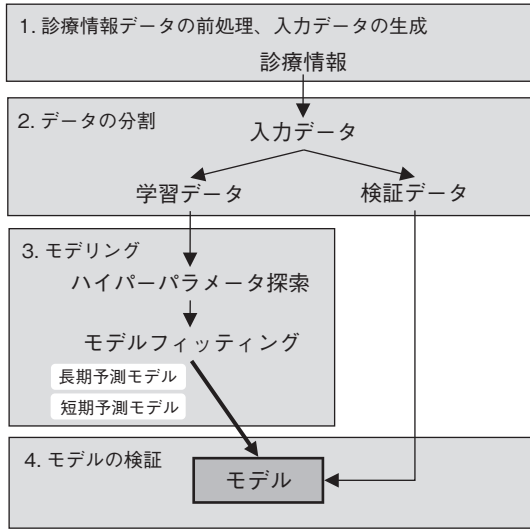 1. 診療情報データの前処理、入力データの生成
診療情報
2. データの分割
入力データ
学習データ
検証データ
3. モデリング
ハイパーパラメータ探索
モデルフィッティング
長期予測モデル
短期予測モデル
4. モデルの検証
モデル